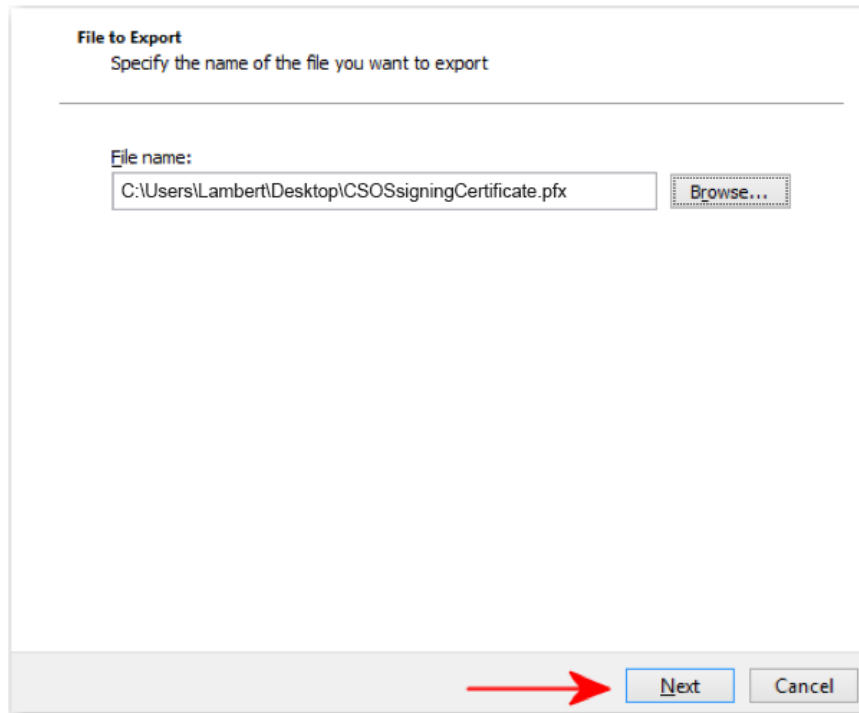 File to Export
Specify the name of the file you want to export
File name:
C:\Users\Lambert\Desktop\CSOSsigningCertificate.pfx
Browse...
Next
Cancel